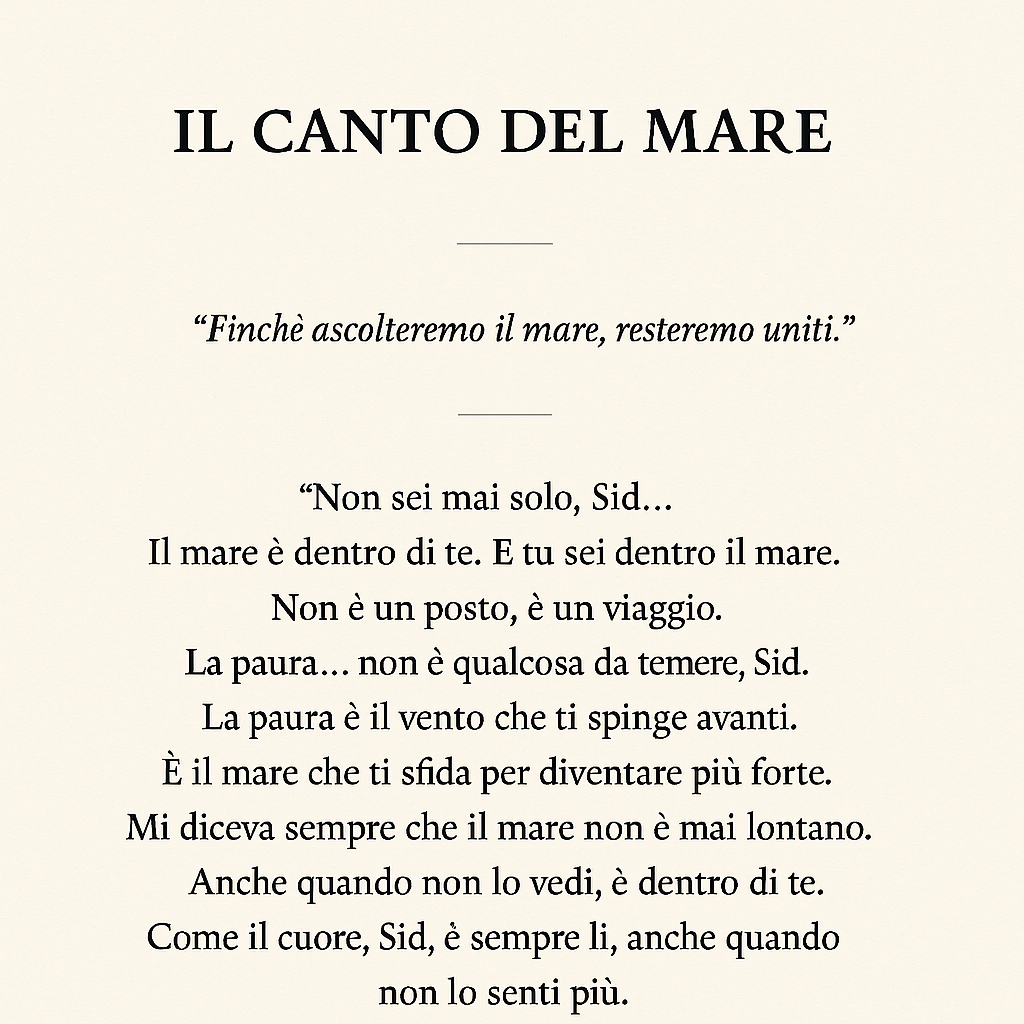 IL CANTO DEL MARE
“Finchè ascolteremo il mare, resteremo uniti.”
“Non sei mai solo, Sid…
Il mare è dentro di te. E tu sei dentro il mare.
Non è un posto, è un viaggio.
La paura… non è qualcosa da temere, Sid.
La paura è il vento che ti spinge avanti.
È il mare che ti sfida per diventare più forte.
Mi diceva sempre che il mare non è mai lontano.
Anche quando non lo vedi, è dentro di te.
Come il cuore, Sid, è sempre li, anche quando
non lo senti più.